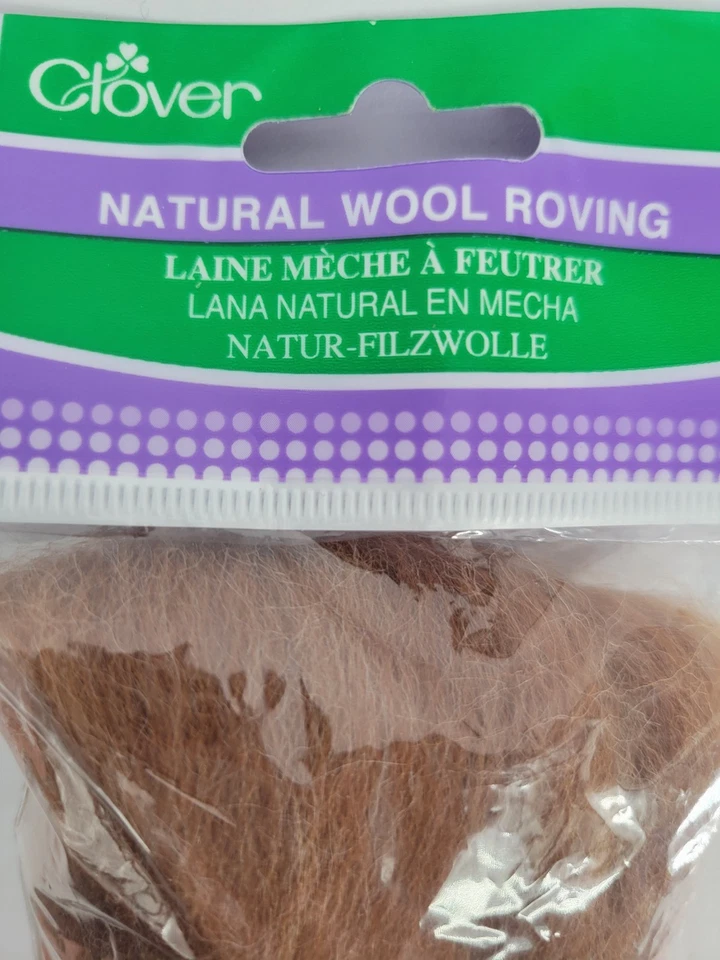 Clover
NATURAL WOOL ROVING
LAINE MÈCHE À FEUTRER
LANA NATURAL EN MECHA
NATUR-FILZWOLLE